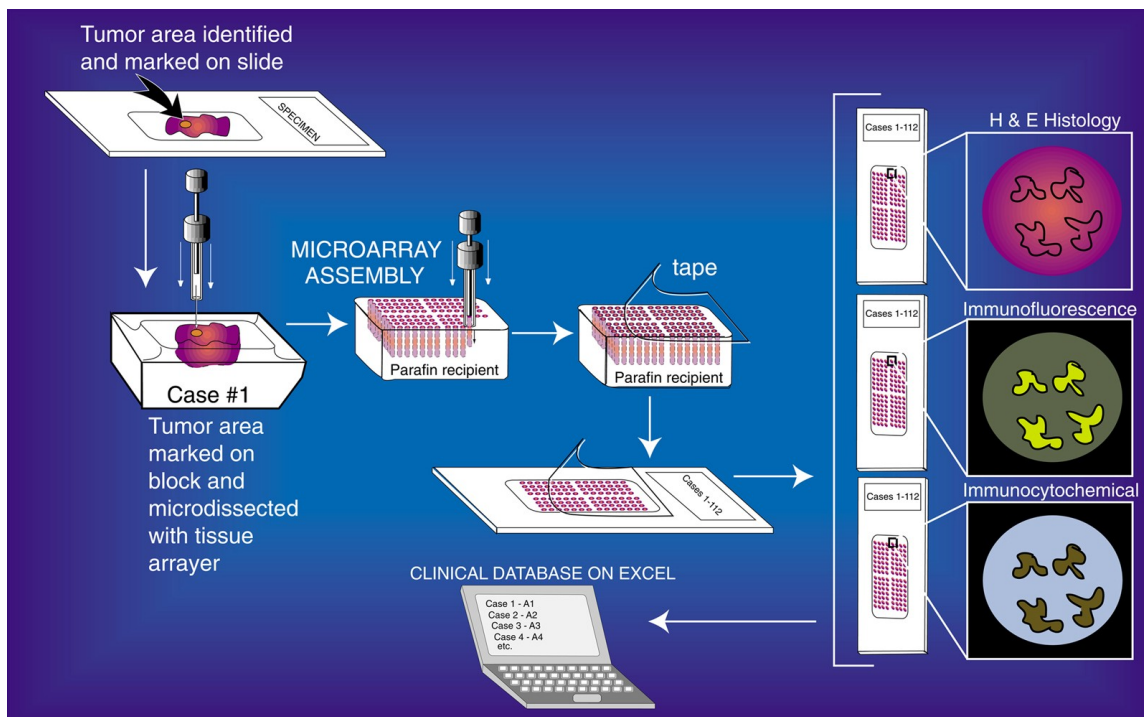 Tumor area identified
and marked on slide
SPECIMEN
MICROARRAY
ASSEMBLY
tape
Parafin recipient
Parafin recipient
Case #1
Tumor area
marked on
block and
microdissected
with tissue
arrayer
Cases 1-112
CLINICAL DATABASE ON EXCEL
Case 1 - A1
Case 2 - A2
Case 3 - A3
Case 4 - A4
etc.
Cases 1-112
H & E Histology
Cases 1-112
Immunofluorescence
Cases 1-112
Immunocytochemical